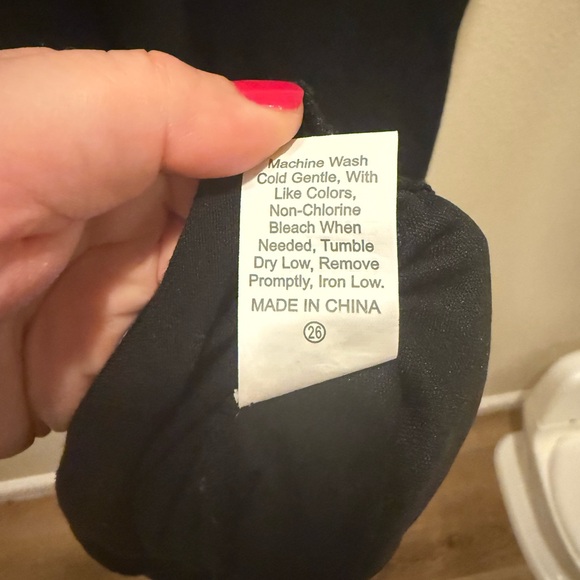 Machine Wash
Cold Gentle, With
Like Colors,
Non-Chlorine
Bleach When
Needed, Tumble
Dry Low, Remove
Promptly, Iron Low.
MADE IN CHINA
26